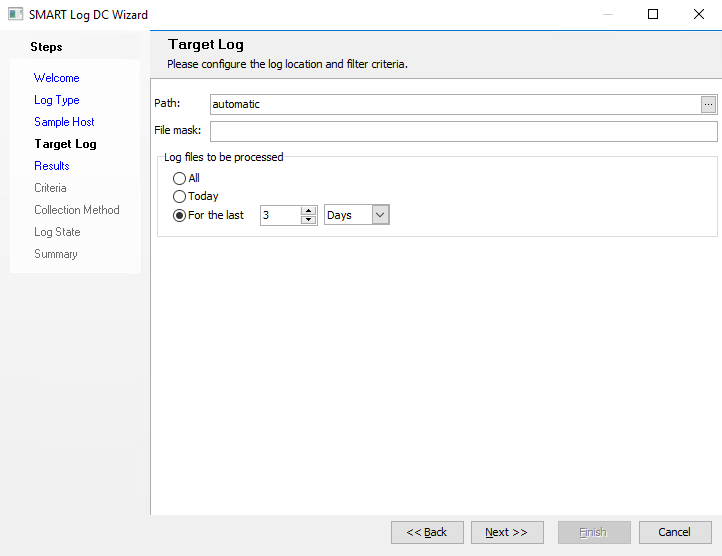 SMART Log DC Wizard
Steps
Welcome
Log Type
Sample Host
Target Log
Results
Criteria
Collection Method
Log State
Summary
Target Log
Please configure the log location and filter criteria.
Path: automatic ...
File mask:
Log files to be processed
All
Today
For the last 3 Days
<< Back Next >> Finish Cancel